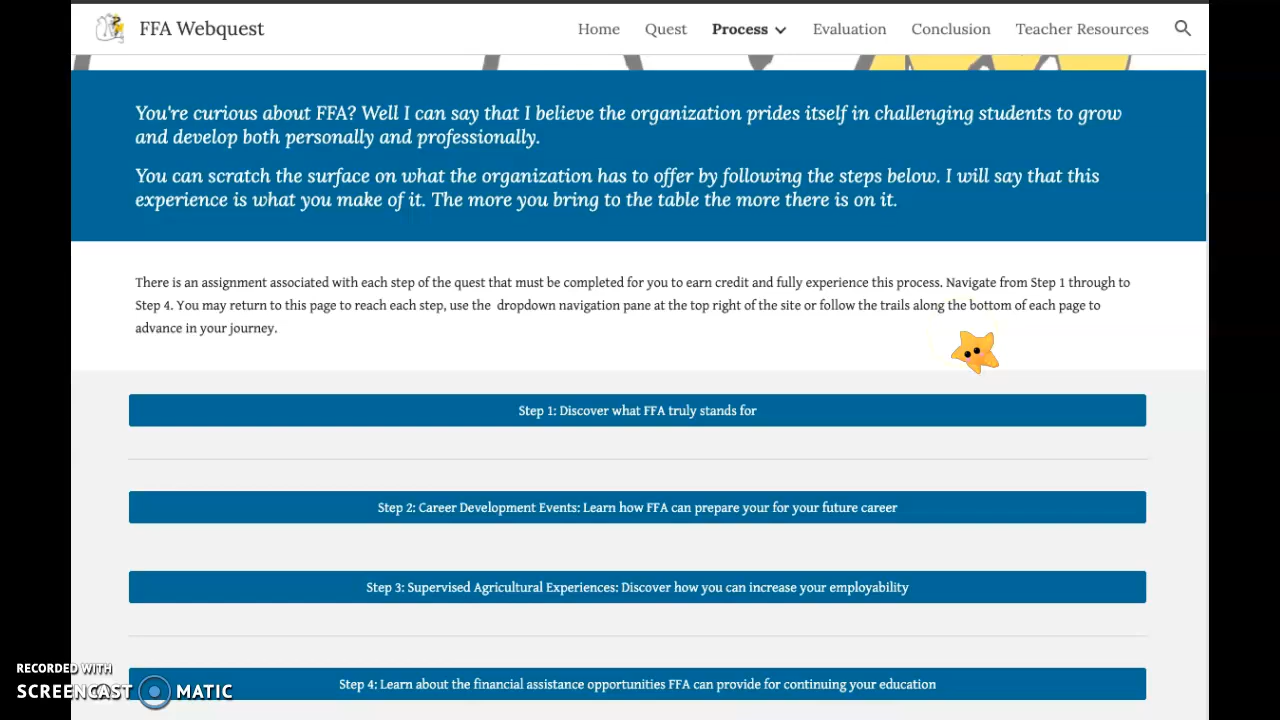 FFA Webquest
Home Quest Process Evaluation Conclusion Teacher Resources
You're curious about FFA? Well I can say that I believe the organization prides itself in challenging students to grow
and develop both personally and professionally.
You can scratch the surface on what the organization has to offer by following the steps below. I will say that this
experience is what you make of it. The more you bring to the table the more there is on it.
There is an assignment associated with each step of the quest that must be completed for you to earn credit and fully experience this process. Navigate from Step 1 through to
Step 4. You may return to this page to reach each step, use the dropdown navigation pane at the top right of the site or follow the trails along the bottom of each page to
advance in your journey.
Step 1: Discover what FFA truly stands for
Step 2: Career Development Events: Learn how FFA can prepare your for your future career
Step 3: Supervised Agricultural Experiences: Discover how you can increase your employability
Step 4: Learn about the financial assistance opportunities FFA can provide for continuing your education
RECORDED WITH
SCREENCAST MATIC